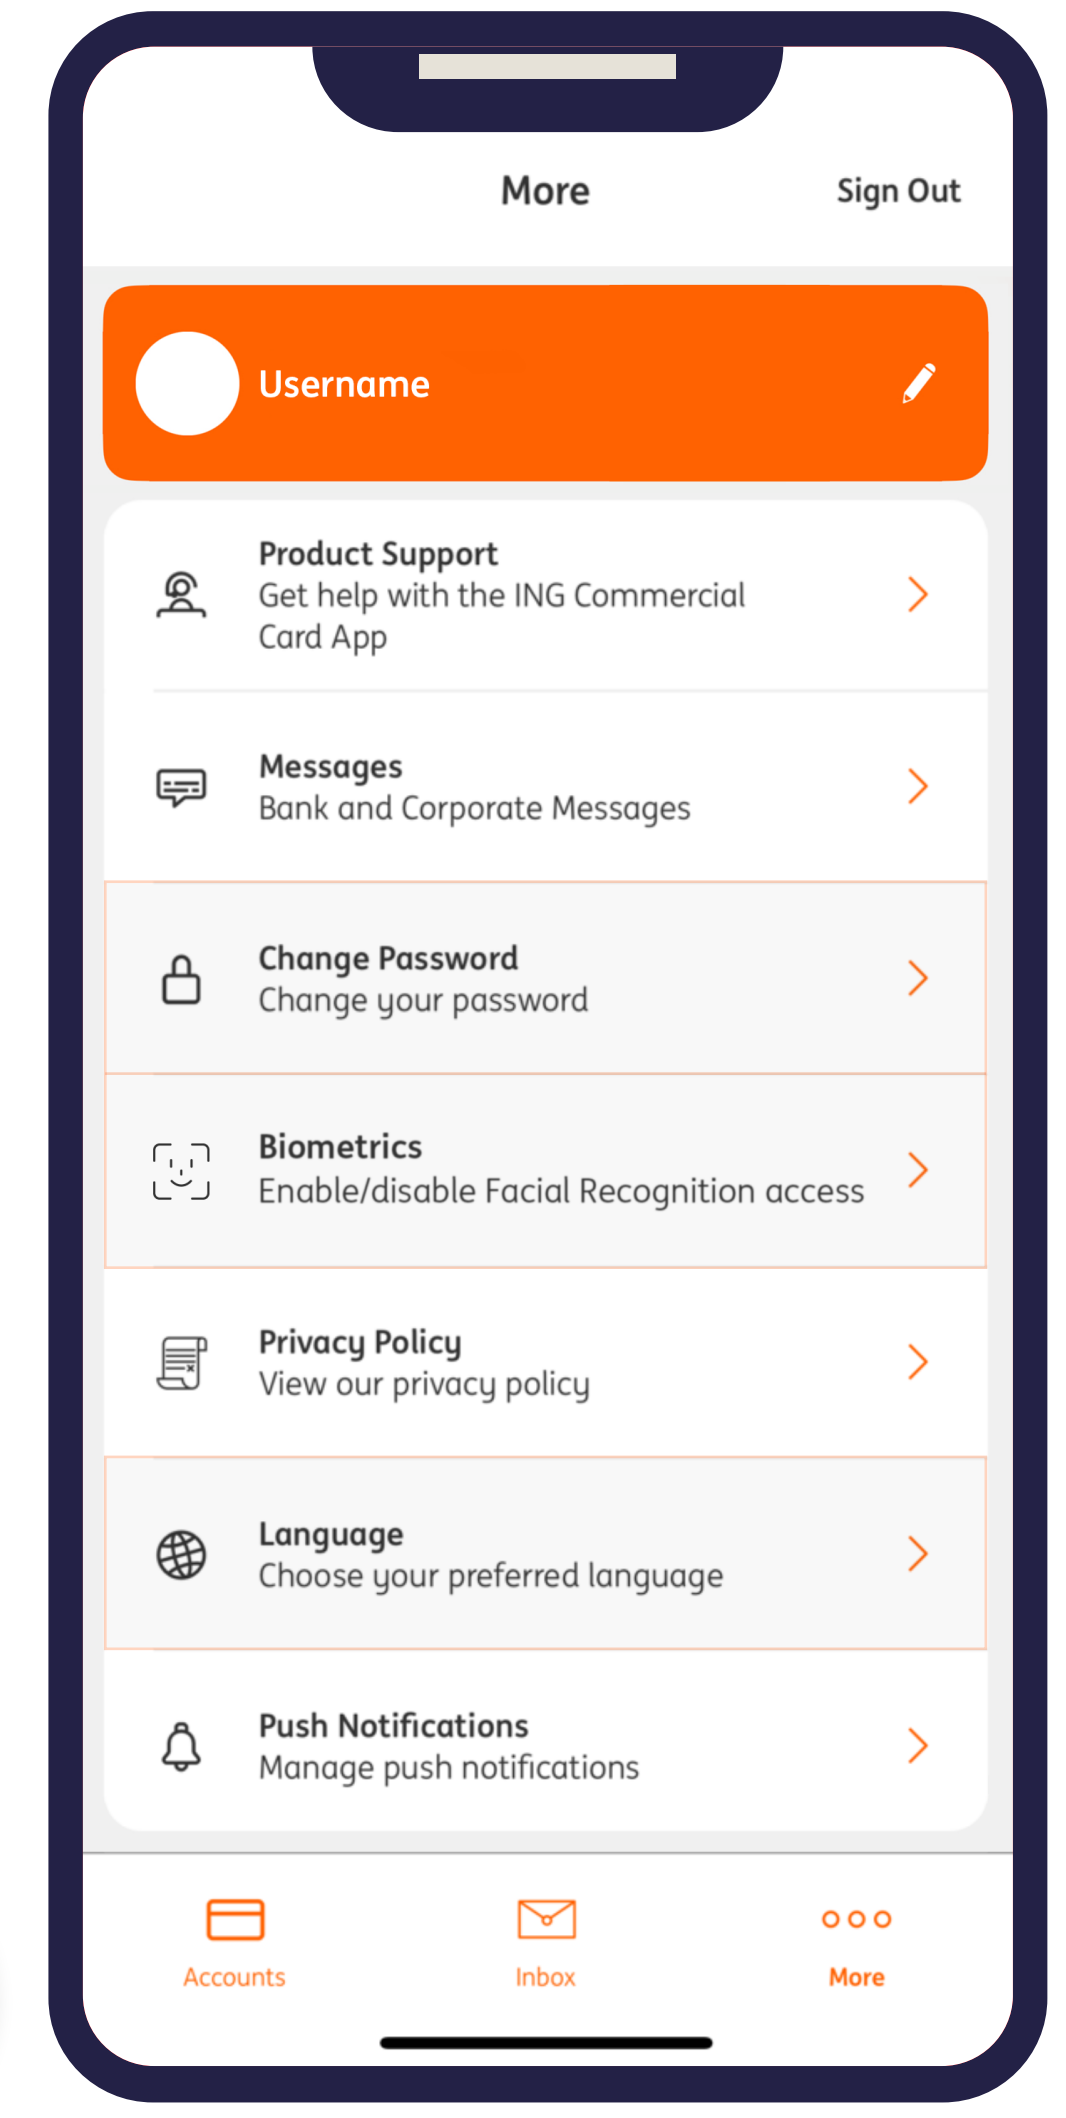 More
Sign Out
Username
Product Support
Get help with the ING Commercial
Card App
Messages
Bank and Corporate Messages
Change Password
Change your password
Biometrics
Enable/disable Facial Recognition access
Privacy Policy
View our privacy policy
Language
Choose your preferred language
Push Notifications
Manage push notifications
Accounts
Inbox
More